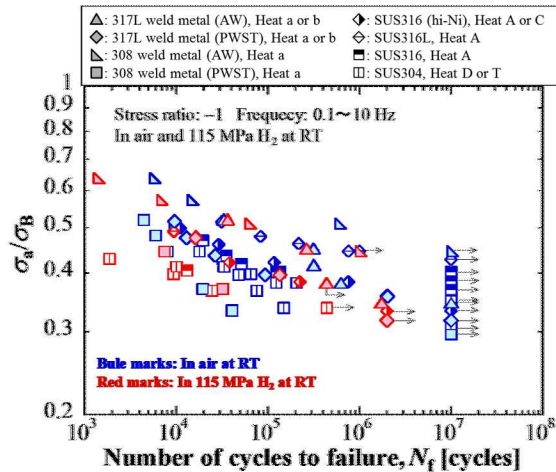 317L weld metal (AW), Heat a or b
317L weld metal (PWST), Heat a or b
308 weld metal (AW), Heat a
308 weld metal (PWST), Heat a
SUS316 (hi-Ni), Heat A or C
SUS316L, Heat A
SUS316, Heat A
SUS304, Heat D or T
Stress ratio: −1 Frequecy: 0.1~10 Hz
In air and 115 MPa H₂ at RT
1
0.9
0.8
0.7
0.6
0.5
0.4
0.3
0.2
σₐ/σ_B
Bule marks: In air at RT
Red marks: In 115 MPa H₂ at RT
10³ 10⁴ 10⁵ 10⁶ 10⁷ 10⁸
Number of cycles to failure, N_f [cycles]